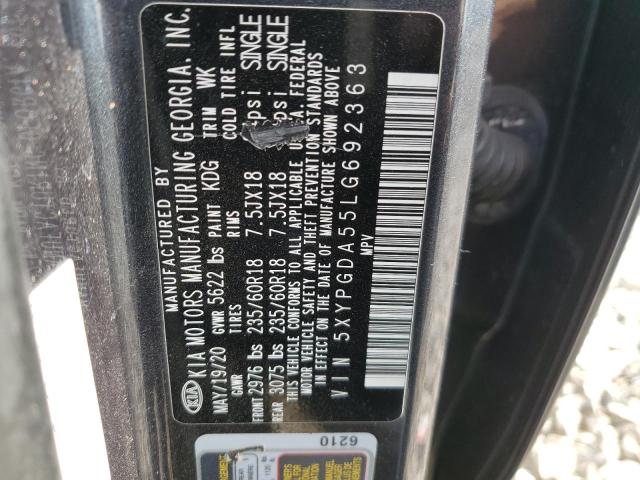 MANUFACTURED BY
KIA KIA MOTORS MANUFACTURING GEORGIA, INC.
MAY/19/20 GVWR 5622 lbs PAINT KDG TRIM WK
GAWR TIRES RIMS COLD TIRE INFL
FRONT 2976 lbs 235/60R18 7.5JX18 psi SINGLE
REAR 3075 lbs 235/60R18 7.5JX18 psi SINGLE
THIS VEHICLE CONFORMS TO ALL APPLICABLE U.S.A. FEDERAL
MOTOR VEHICLE SAFETY AND THEFT PREVENTION STANDARDS
IN EFFECT ON THE DATE OF MANUFACTURE SHOWN ABOVE
VIN 5XYPGDA55LG692363
MPV
6210